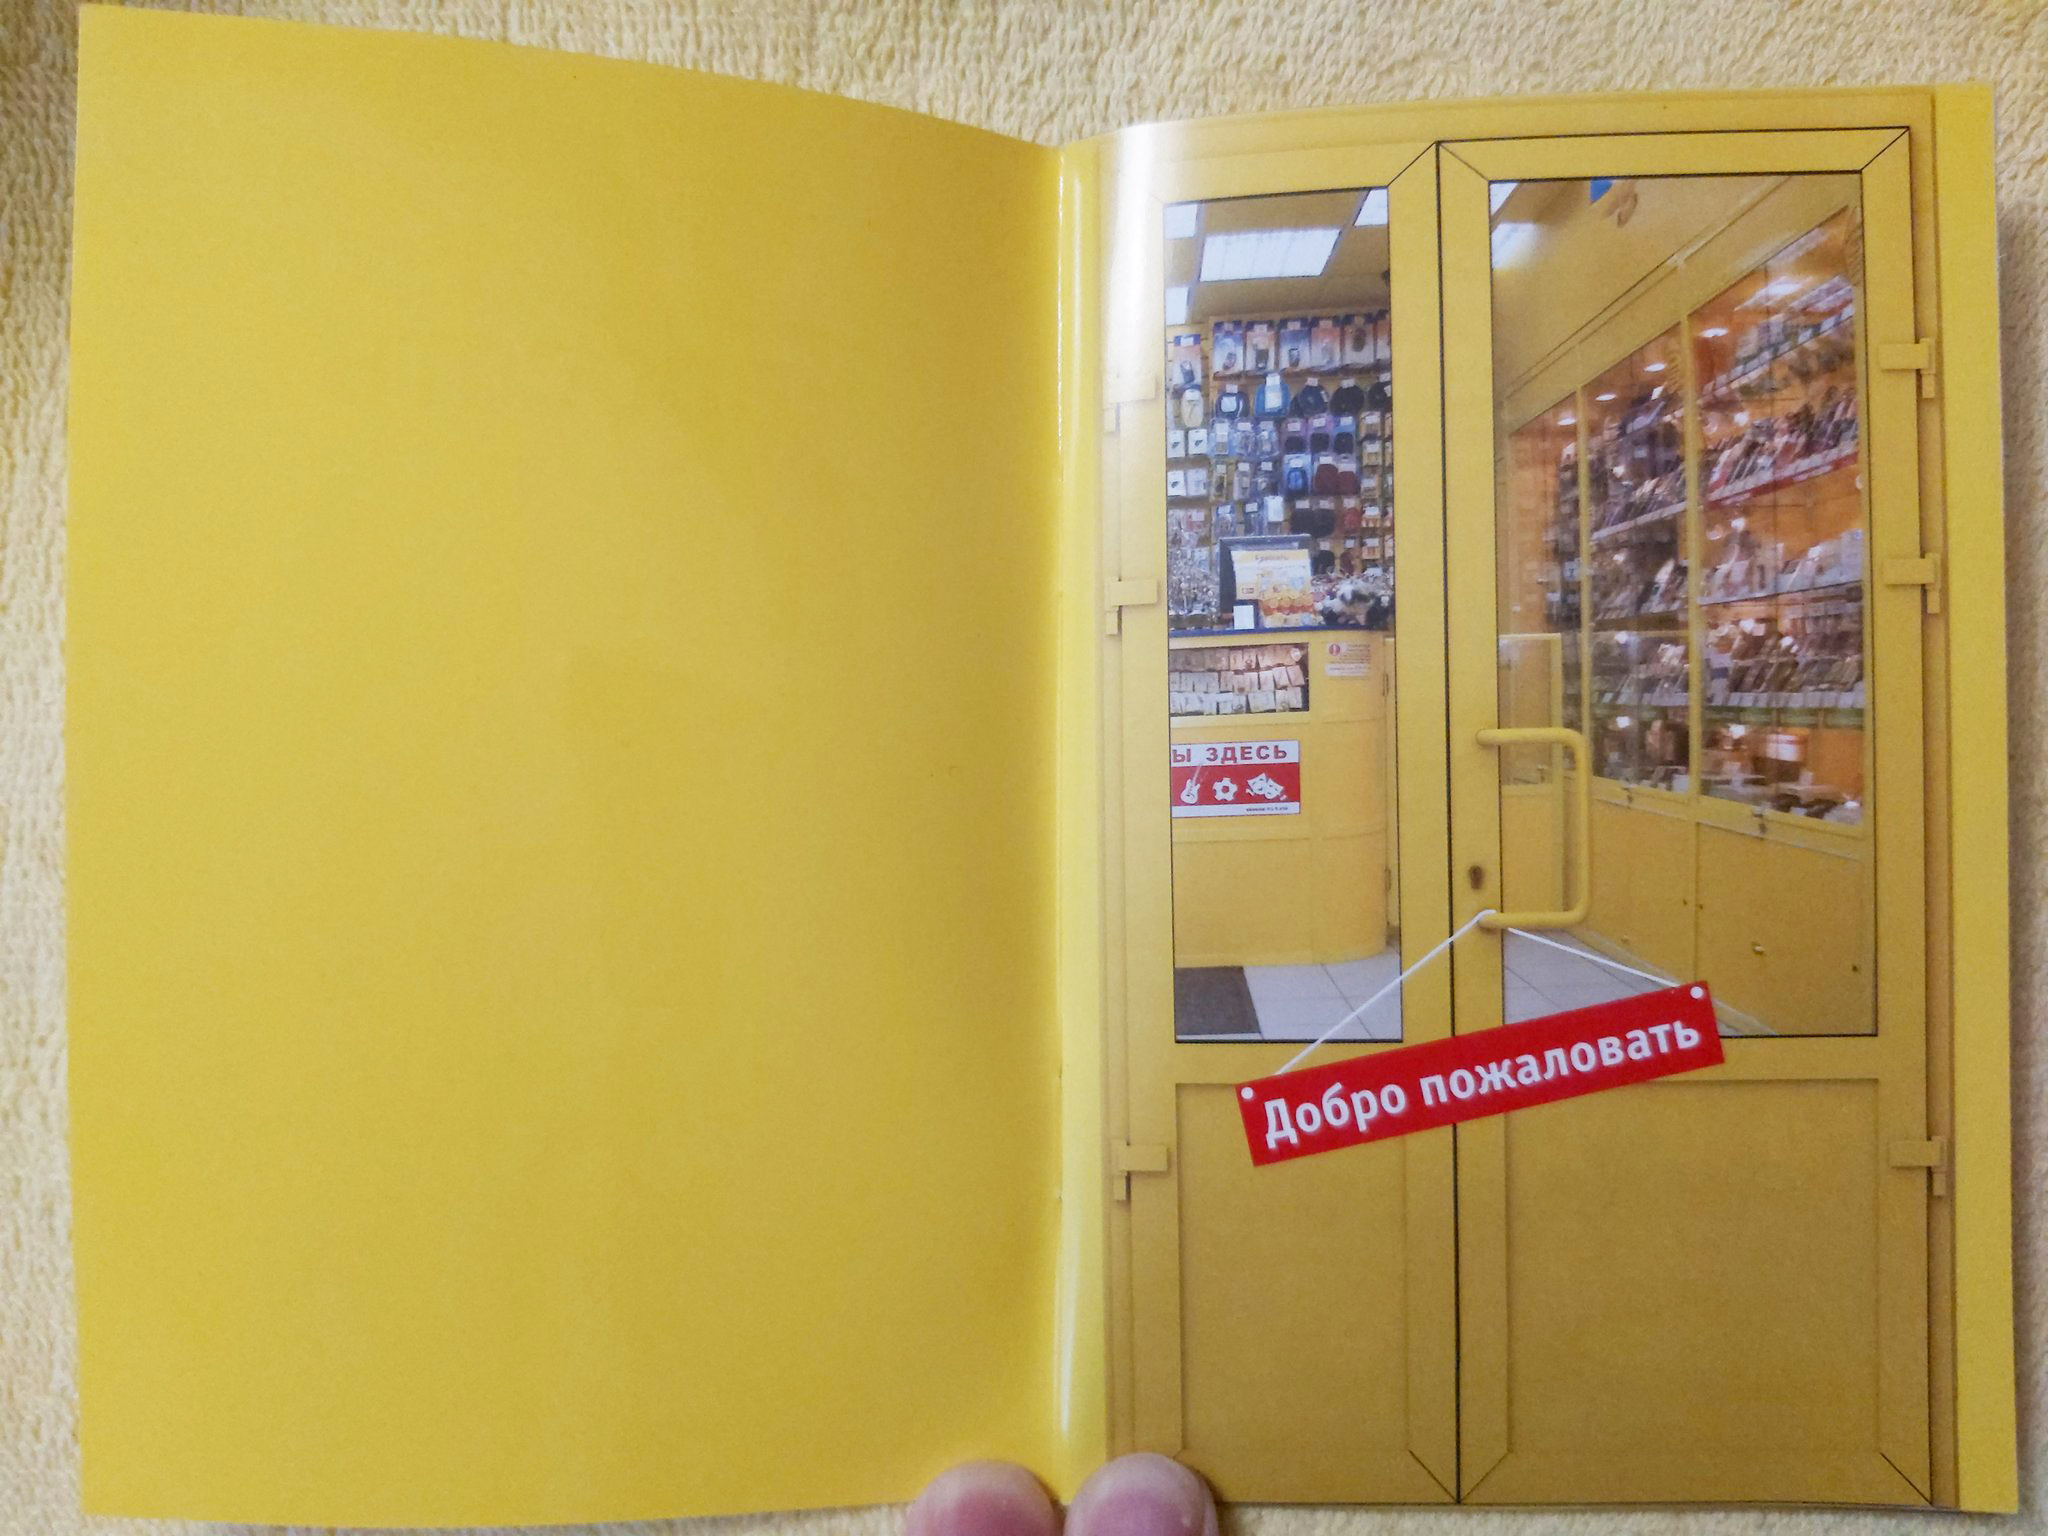 Ы ЗДЕСЬ
Добро пожаловать